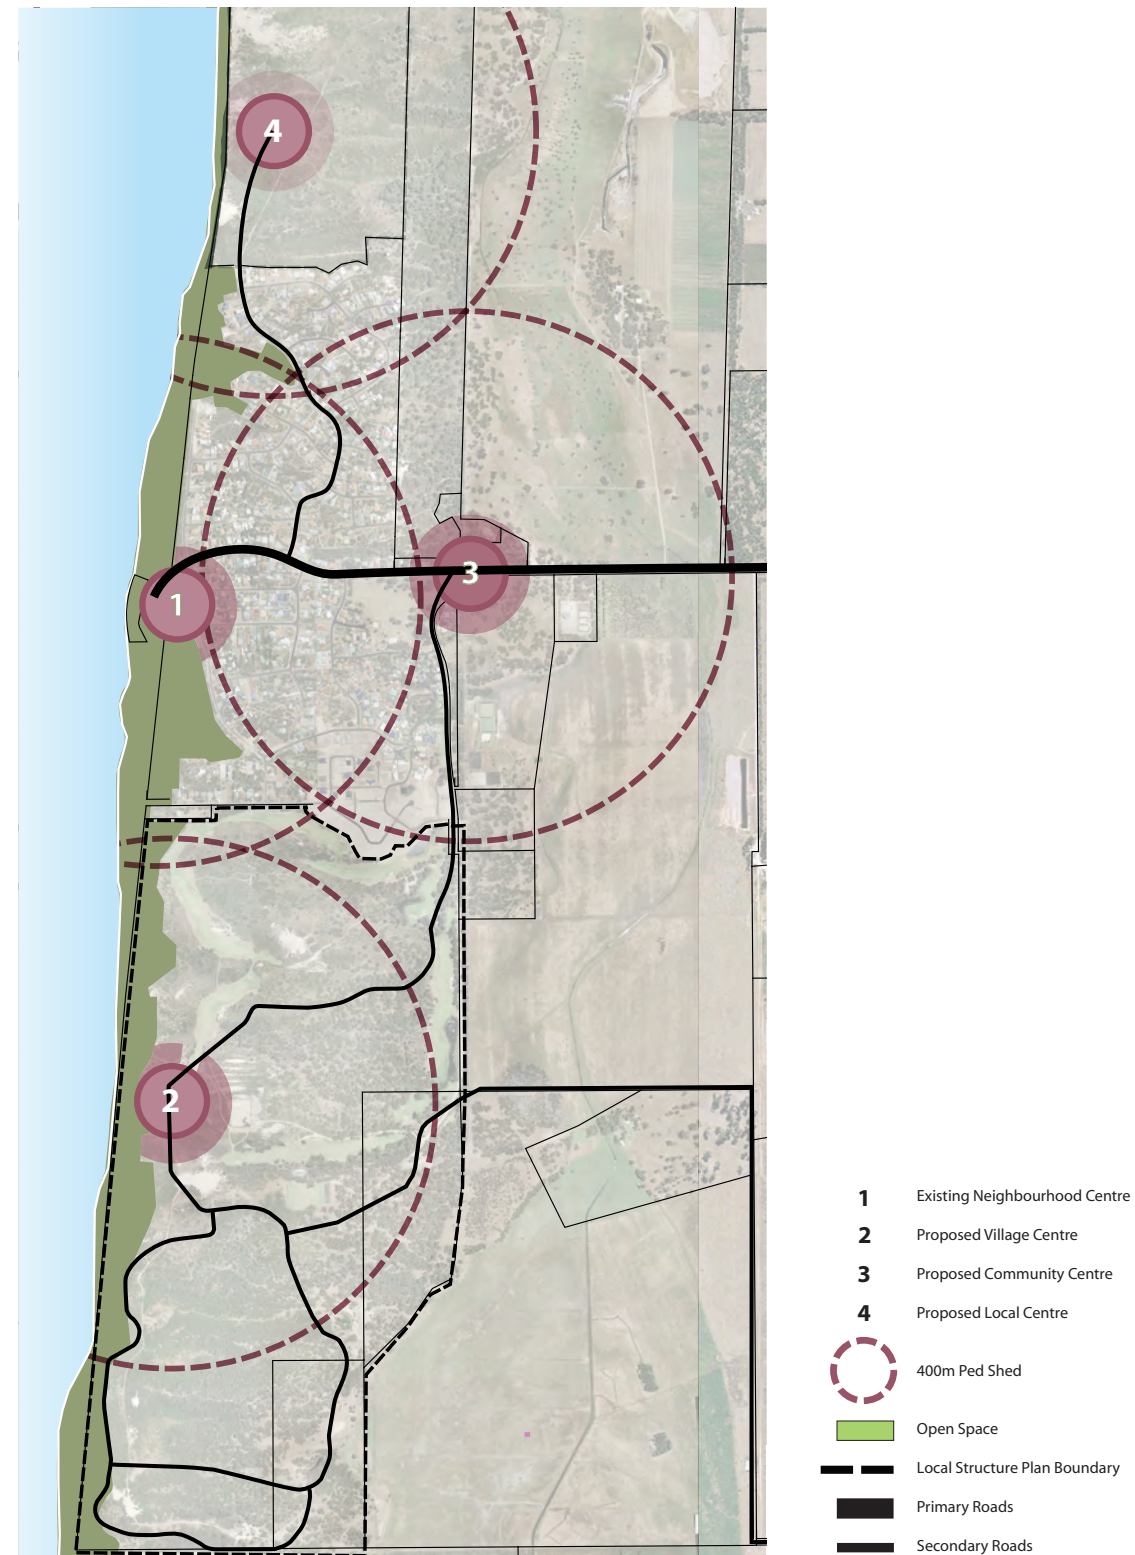 4
3
1
2
1 Existing Neighbourhood Centre
2 Proposed Village Centre
3 Proposed Community Centre
4 Proposed Local Centre
400m Ped Shed
Open Space
Local Structure Plan Boundary
Primary Roads
Secondary Roads